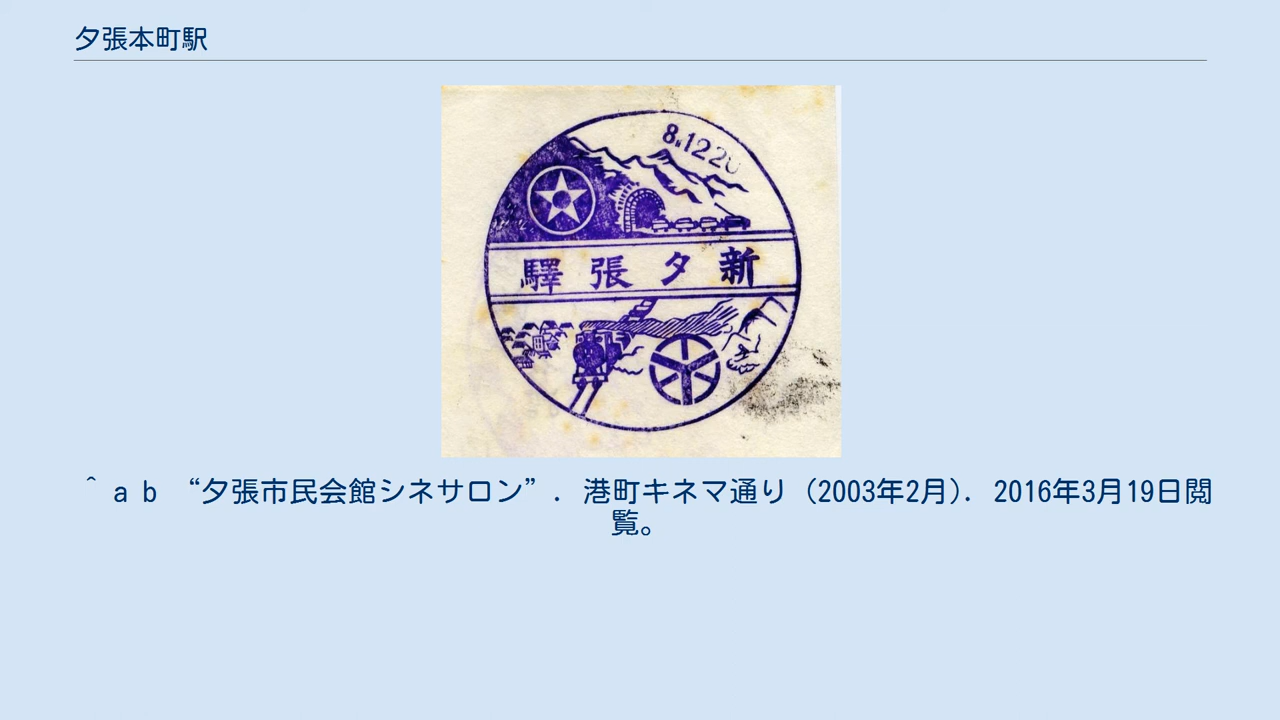 夕張本町駅
8.12.20
驛張夕新
^ a b “夕張市民会館シネサロン”. 港町キネマ通り (2003年2月). 2016年3月19日閲
覧。